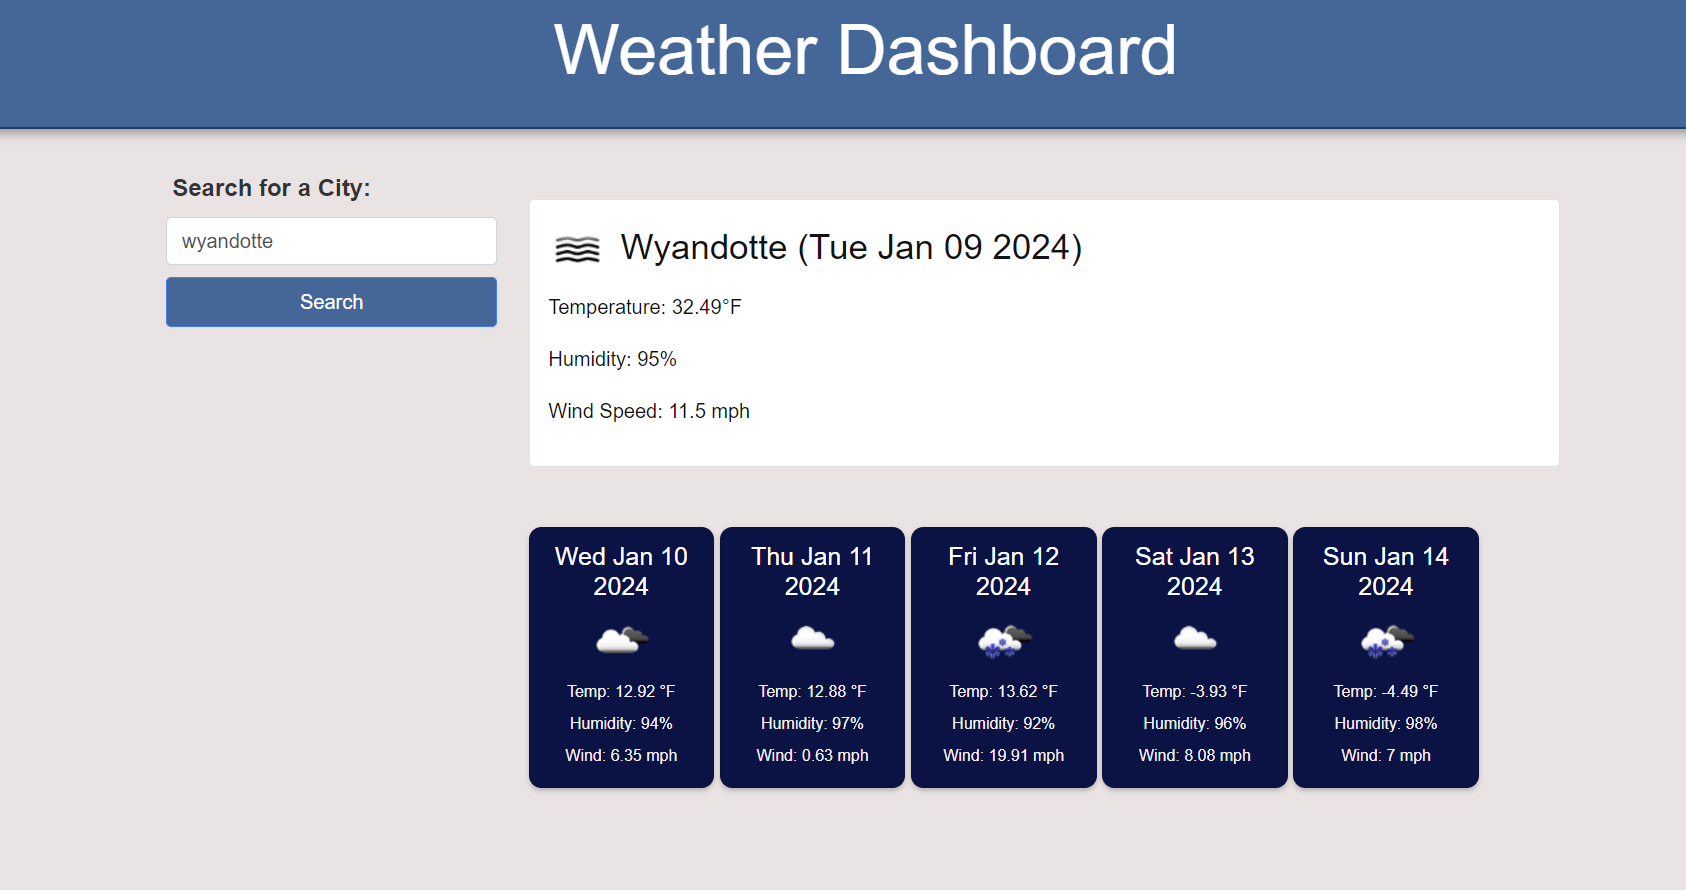 Weather Dashboard
Search for a City:
wyandotte
Search
Wyandotte (Tue Jan 09 2024)
Temperature: 32.49°F
Humidity: 95%
Wind Speed: 11.5 mph
Wed Jan 10
2024
Temp: 12.92 °F
Humidity: 94%
Wind: 6.35 mph
Thu Jan 11
2024
Temp: 12.88 °F
Humidity: 97%
Wind: 0.63 mph
Fri Jan 12
2024
Temp: 13.62 °F
Humidity: 92%
Wind: 19.91 mph
Sat Jan 13
2024
Temp: -3.93 °F
Humidity: 96%
Wind: 8.08 mph
Sun Jan 14
2024
Temp: -4.49 °F
Humidity: 98%
Wind: 7 mph